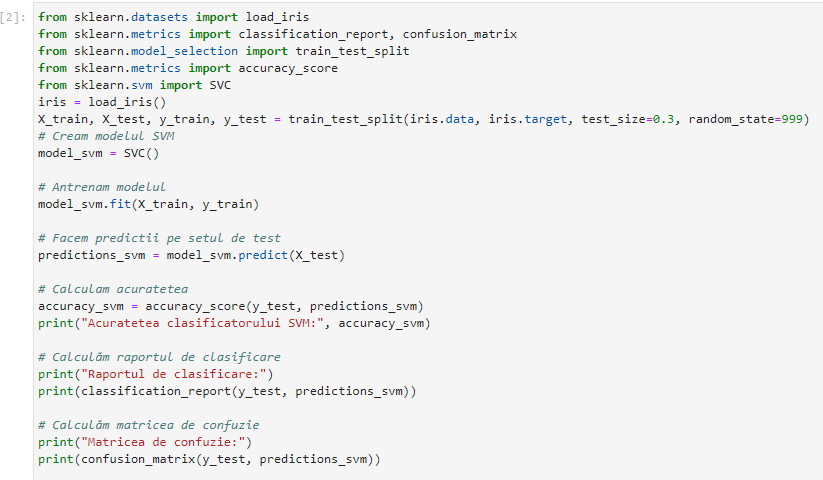 [2]:
from sklearn.datasets import load_iris
from sklearn.metrics import classification_report, confusion_matrix
from sklearn.model_selection import train_test_split
from sklearn.metrics import accuracy_score
from sklearn.svm import SVC
iris = load_iris()
X_train, X_test, y_train, y_test = train_test_split(iris.data, iris.target, test_size=0.3, random_state=999)
# Cream modelul SVM
model_svm = SVC()
# Antrenam modelul
model_svm.fit(X_train, y_train)
# Facem predictii pe setul de test
predictions_svm = model_svm.predict(X_test)
# Calculam acuratetea
accuracy_svm = accuracy_score(y_test, predictions_svm)
print("Acuratetea clasificatorului SVM:", accuracy_svm)
# Calculăm raportul de clasificare
print("Raportul de clasificare:")
print(classification_report(y_test, predictions_svm))
# Calculăm matricea de confuzie
print("Matricea de confuzie:")
print(confusion_matrix(y_test, predictions_svm))